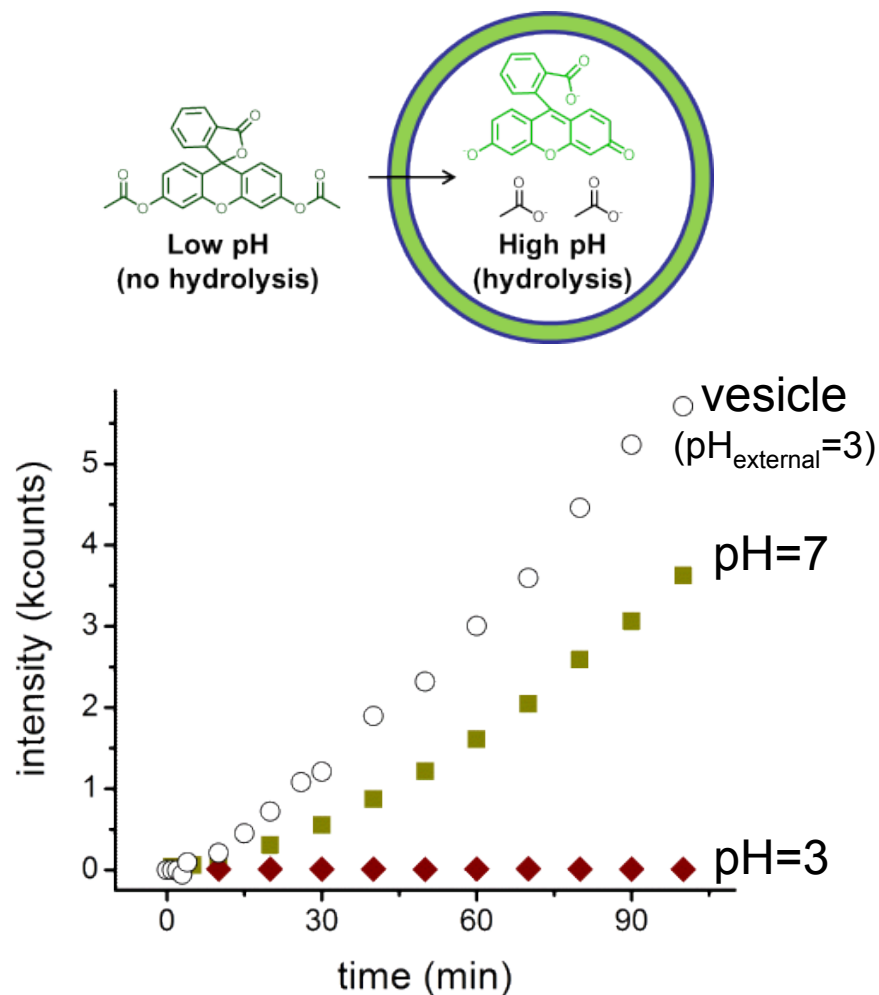 O
O
O
O
O
O
O
O
O-
-O
O
O
O
O
O-
O-
Low pH
(no hydrolysis)
High pH
(hydrolysis)
vesicle
(pHexternal=3)
pH=7
pH=3
intensity (kcounts)
5
4
3
2
1
0
0
30
60
90
time (min)